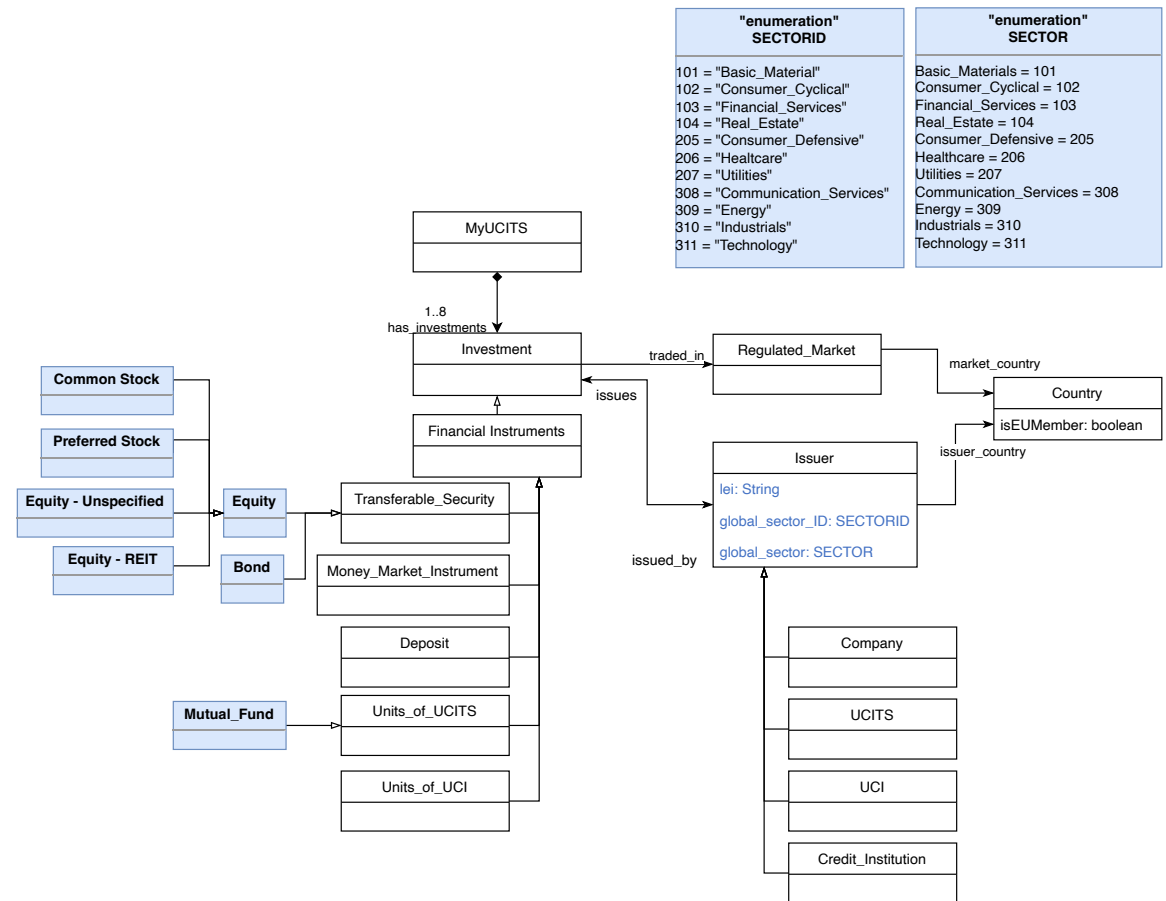 "enumeration"
SECTORID
101 = "Basic_Material"
102 = "Consumer_Cyclical"
103 = "Financial_Services"
104 = "Real_Estate"
205 = "Consumer_Defensive"
206 = "Healtcare"
207 = "Utilities"
308 = "Communication_Services"
309 = "Energy"
310 = "Industrials"
311 = "Technology"
"enumeration"
SECTOR
Basic_Materials = 101
Consumer_Cyclical = 102
Financial_Services = 103
Real_Estate = 104
Consumer_Defensive = 205
Healthcare = 206
Utilities = 207
Communication_Services = 308
Energy = 309
Industrials = 310
Technology = 311
MyUCITS
1..8
has_investments
Investment
traded_in
Regulated_Market
market_country
Country
isEUMember: boolean
issuer_country
issues
Financial Instruments
Issuer
lei: String
global_sector_ID: SECTORID
global_sector: SECTOR
issued_by
Common Stock
Preferred Stock
Equity - Unspecified
Equity - REIT
Equity
Bond
Transferable_Security
Money_Market_Instrument
Deposit
Mutual_Fund
Units_of_UCITS
Units_of_UCI
Company
UCITS
UCI
Credit_Institution